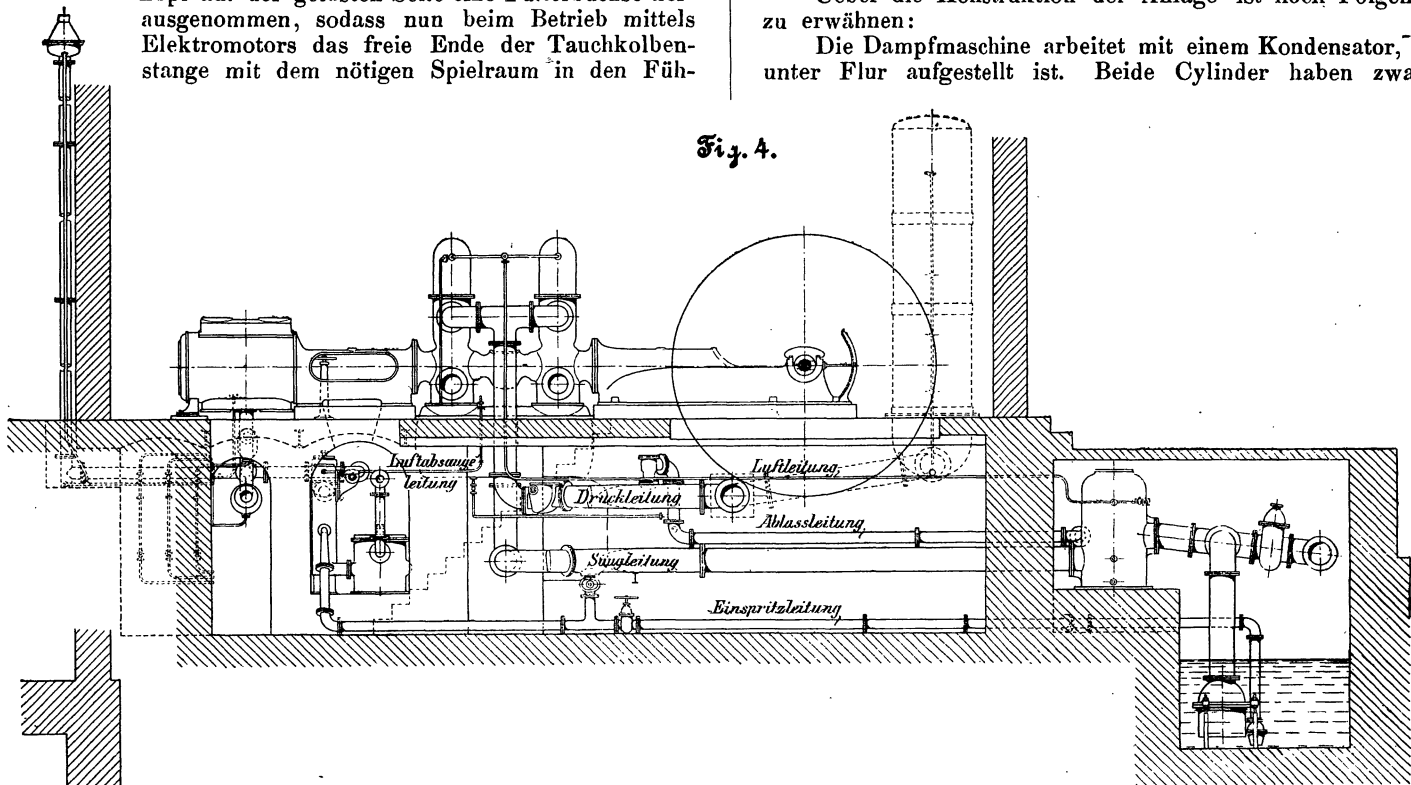 ausgenommen, sodass nun beim Betrieb mittels
Elektromotors das freie Ende der Tauchkolben-
stange mit dem nötigen Spielraum in den Füh-
zu erwähnen:
Die Dampfmaschine arbeitet mit einem Kondensator,
unter Flur aufgestellt ist. Beide Cylinder haben zwa
Fig. 4.
Luftabsauge
leitung
Luftleitung
Druckleitung
Ablassleitung
Saugleitung
Einspritzleitung